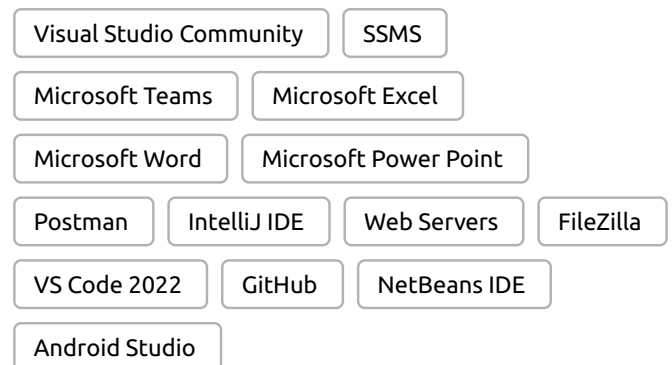 Visual Studio Community SSMS
Microsoft Teams Microsoft Excel
Microsoft Word Microsoft Power Point
Postman IntelliJ IDE Web Servers FileZilla
VS Code 2022 GitHub NetBeans IDE
Android Studio